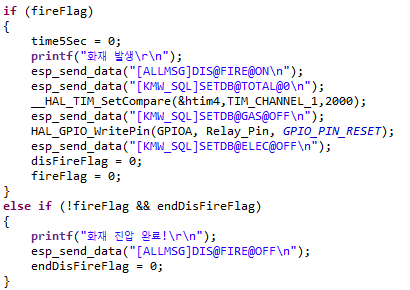 if (fireFlag)
{
time5Sec = 0;
printf("화재 발생\r\n");
esp_send_data("[ALLMSG]DIS@FIRE@ON\n");
esp_send_data("[KMW_SQL]SETDB@TOTAL@0\n");
__HAL_TIM_SetCompare(&htim4,TIM_CHANNEL_1,2000);
esp_send_data("[KMW_SQL]SETDB@GAS@OFF\n");
HAL_GPIO_WritePin(GPIOA, Relay_Pin, GPIO_PIN_RESET);
esp_send_data("[KMW_SQL]SETDB@ELEC@OFF\n");
disFireFlag = 0;
fireFlag = 0;
}
else if (!fireFlag && endDisFireFlag)
{
printf("화재 진압 완료!\r\n");
esp_send_data("[ALLMSG]DIS@FIRE@OFF\n");
endDisFireFlag = 0;
}